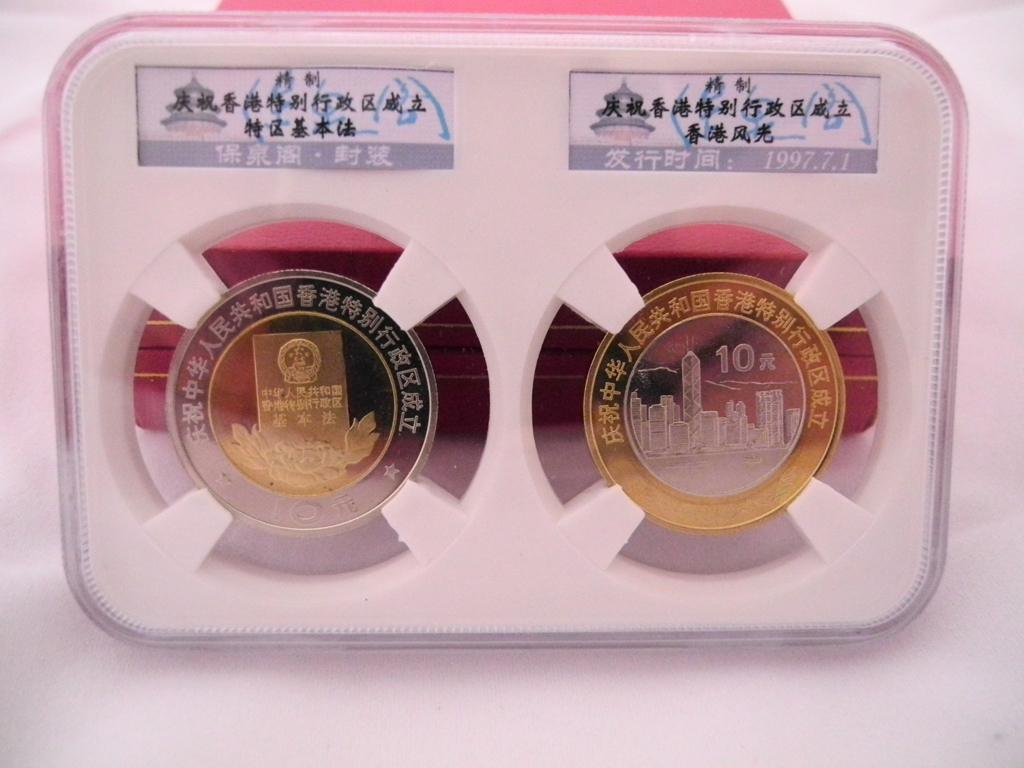 精制
庆祝香港特别行政区成立
特区基本法
保泉阁·封装
精制
庆祝香港特别行政区成立
香港风光
发行时间： 1997.7.1
庆祝中华人民共和国香港特别行政区成立
中华人民共和国
香港特别行政区
基本法
10元
庆祝中华人民共和国香港特别行政区成立
10元